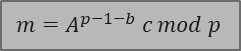 m = A^{p-1-b} c mod p